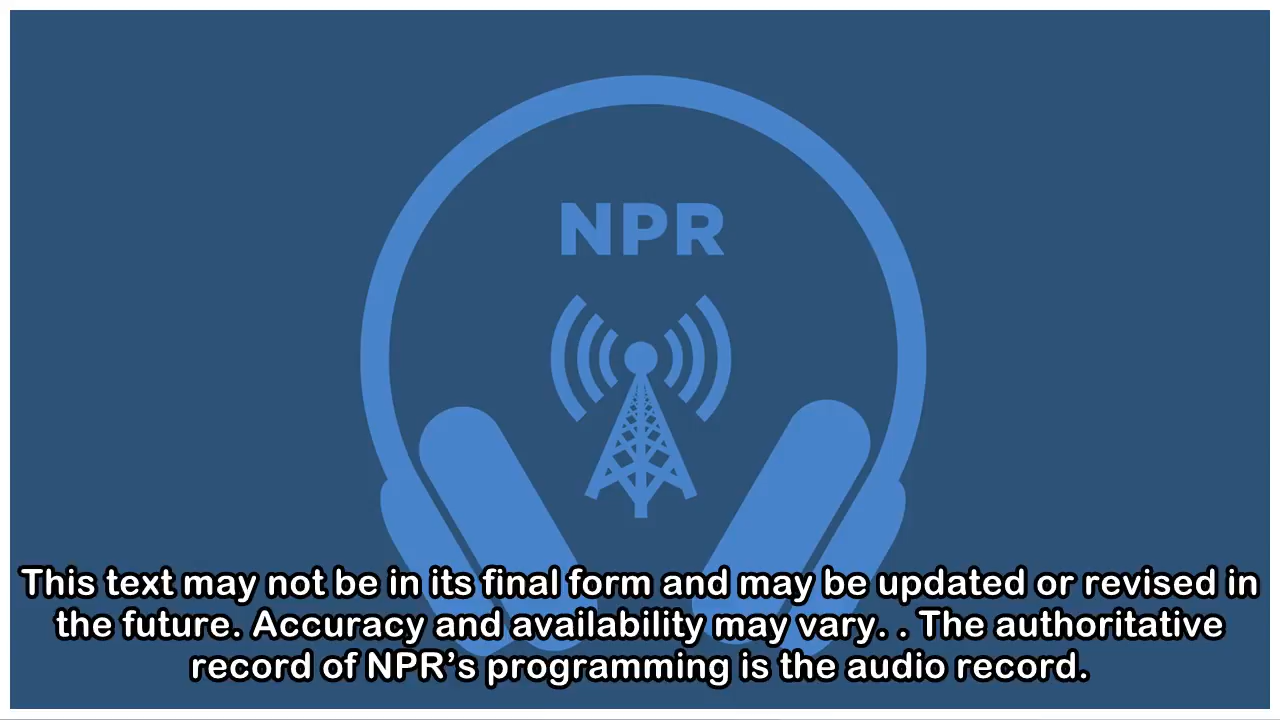 NPR
This text may not be in its final form and may be updated or revised in
the future. Accuracy and availability may vary. . The authoritative
record of NPR’s programming is the audio record.